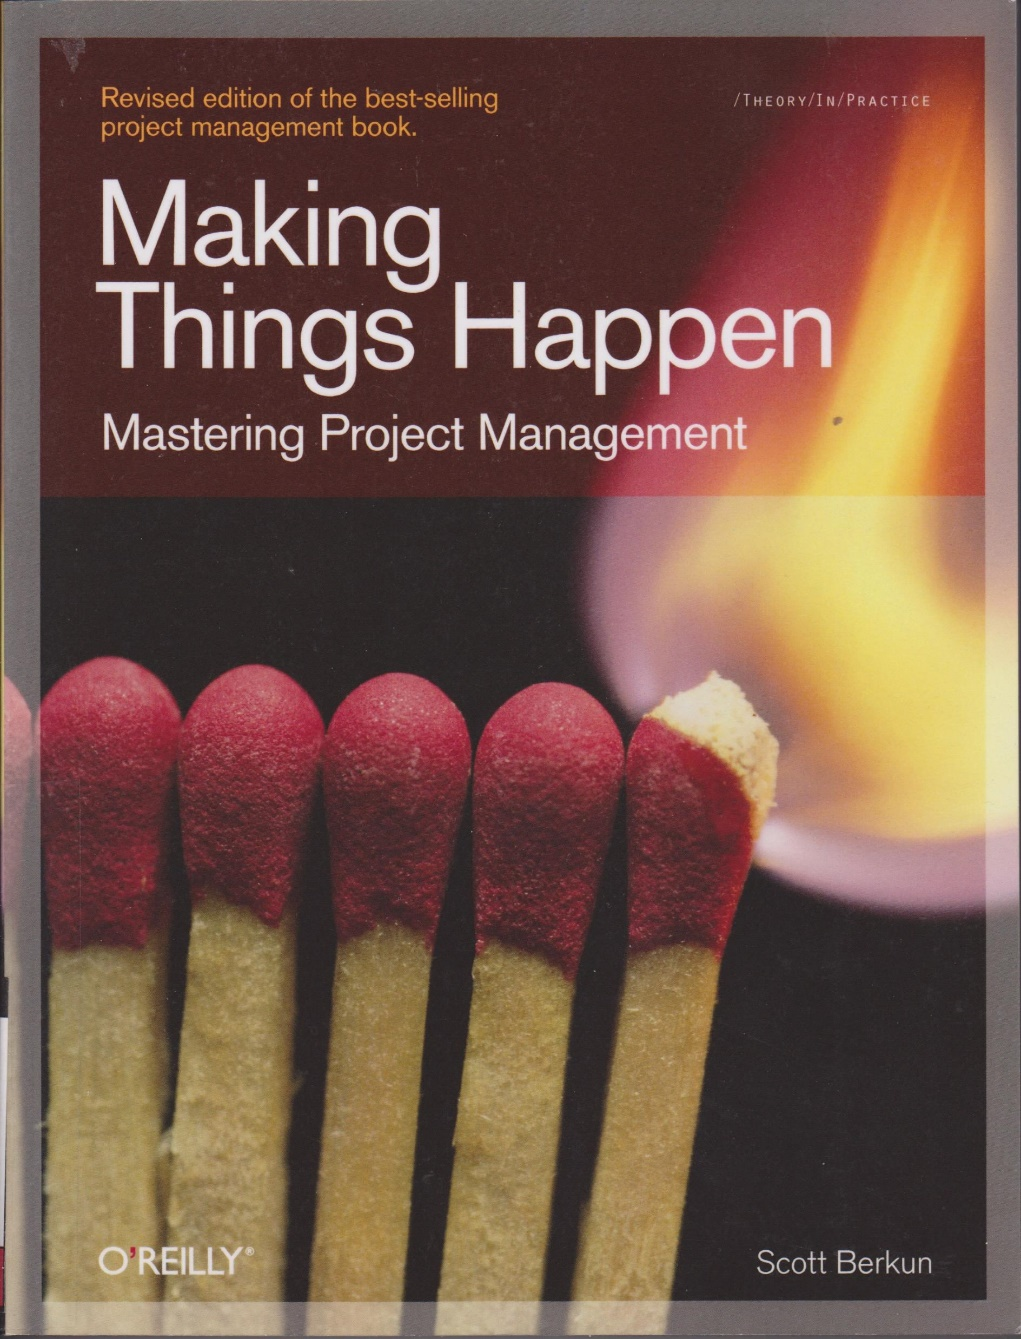 Revised edition of the best-selling
project management book.
/THEORY/IN/PRACTICE
Making
Things Happen
Mastering Project Management
O'REILLY®
Scott Berkun